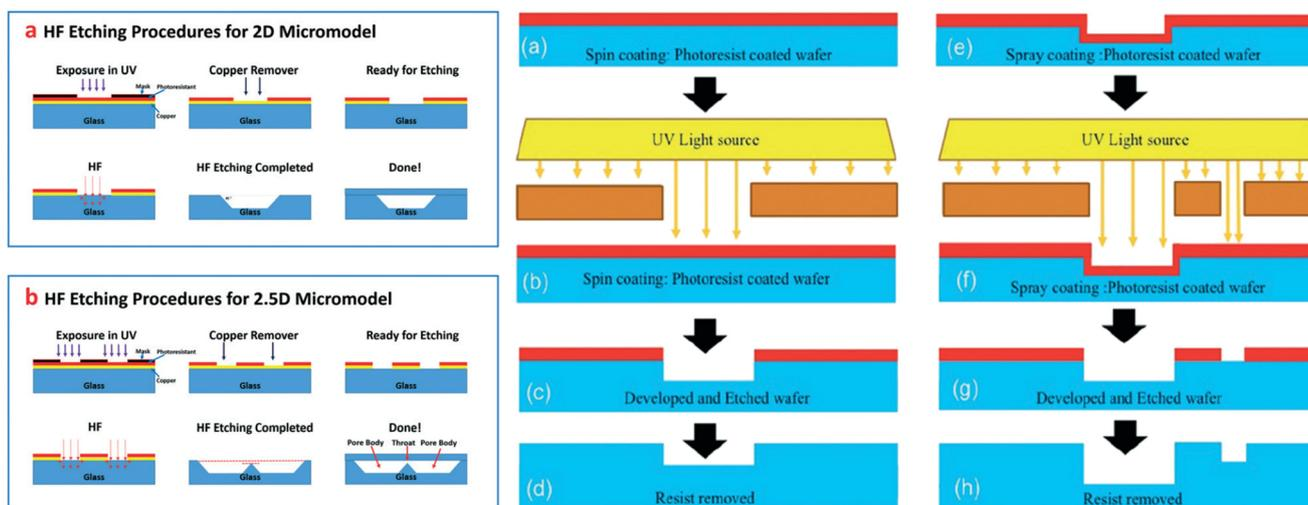 a HF Etching Procedures for 2D Micromodel
Exposure in UV
Copper Remover
Ready for Etching
Mask
Photoresistant
Copper
Glass
Glass
Glass
HF
HF Etching Completed
Done!
Glass
Glass
Glass
b HF Etching Procedures for 2.5D Micromodel
Exposure in UV
Copper Remover
Ready for Etching
Mask
Photoresistant
Copper
Glass
Glass
Glass
HF
HF Etching Completed
Done!
Pore Body
Throat
Pore Body
Glass
Glass
Glass
(a)
Spin coating: Photoresist coated wafer
UV Light source
(b)
Spin coating: Photoresist coated wafer
(c)
Developed and Etched wafer
(d)
Resist removed
(e)
Spray coating :Photoresist coated wafer
UV Light source
(f)
Spray coating :Photoresist coated wafer
(g)
Developed and Etched wafer
(h)
Resist removed